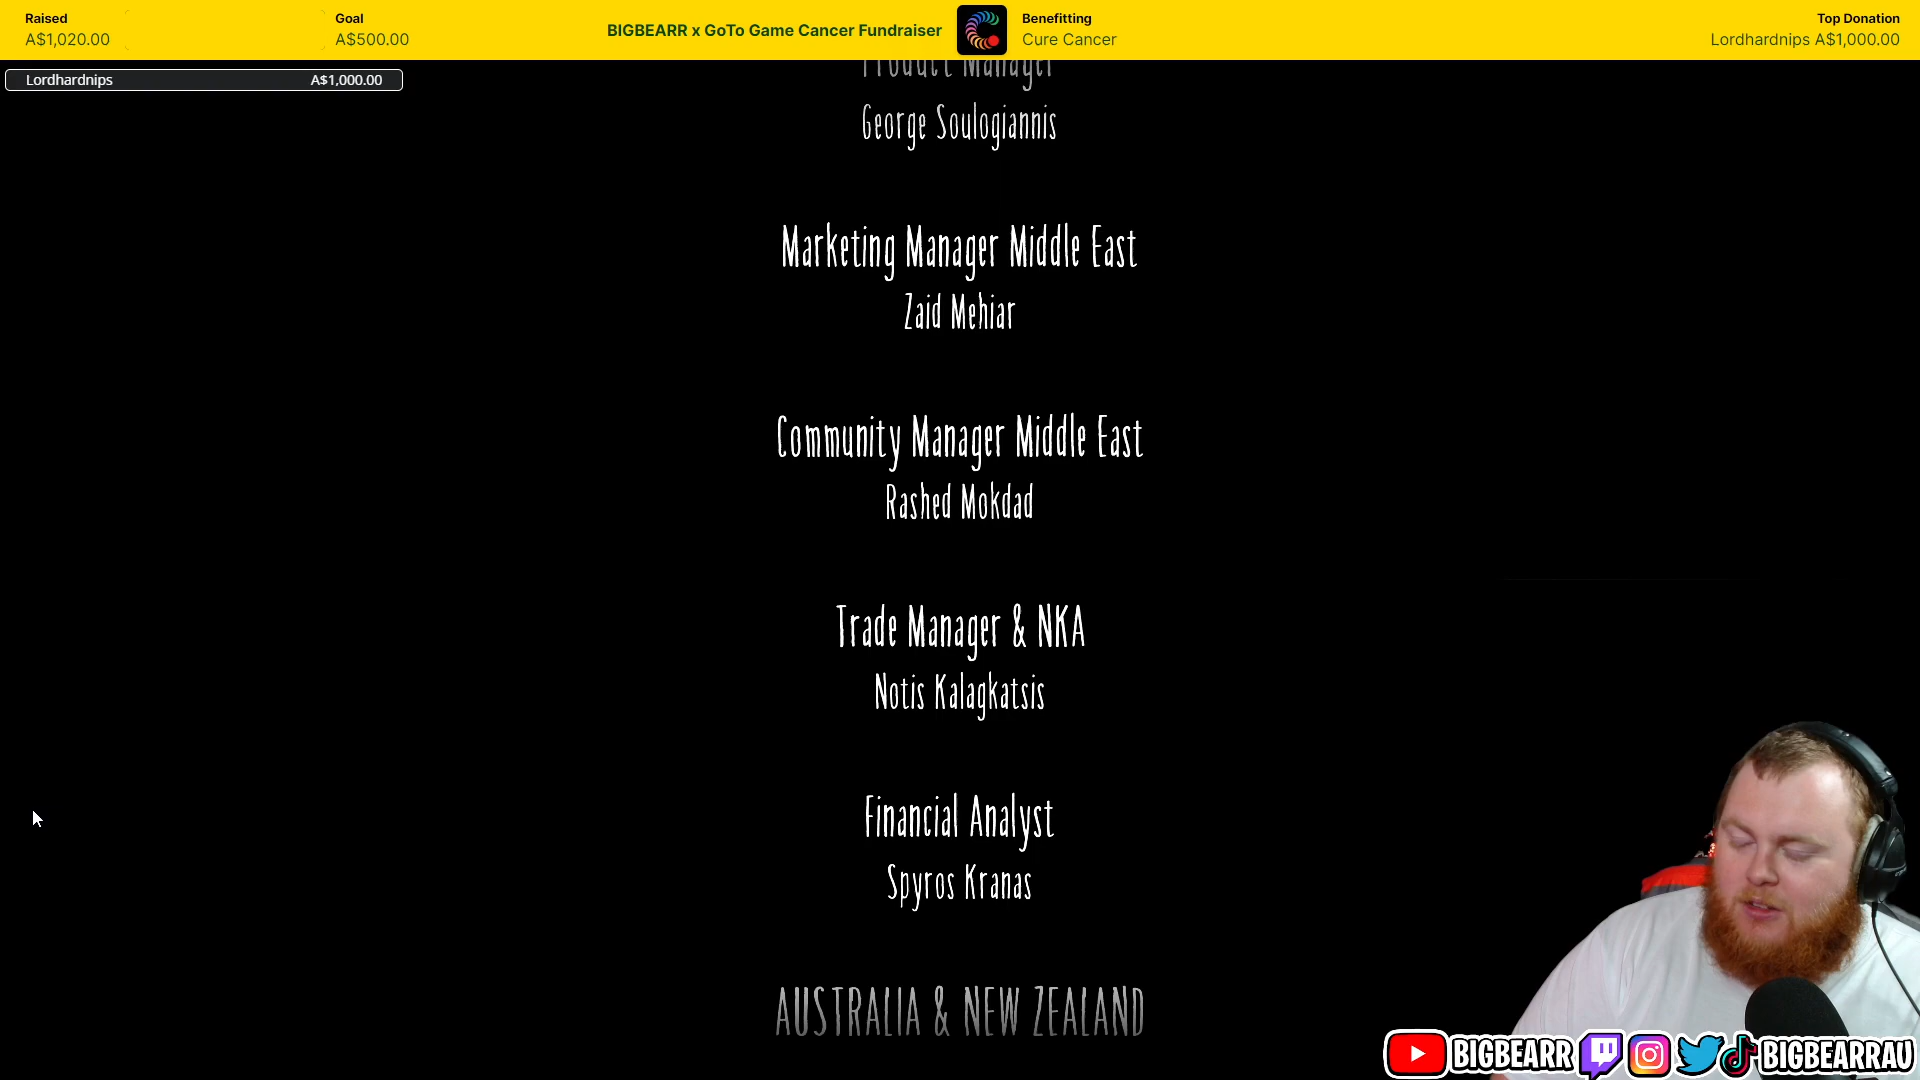 Raised
A$1,020.00
Goal
A$500.00
BIGBEARR x GoTo Game Cancer Fundraiser
Benefitting
Cure Cancer
Top Donation
Lordhardnips A$1,000.00
Lordhardnips A$1,000.00
Product Manager
George Soulogiannis
Marketing Manager Middle East
Zaid Mehiar
Community Manager Middle East
Rashed Mokdad
Trade Manager & NKA
Notis Kalagkatsis
Financial Analyst
Spyros Kranas
AUSTRALIA & NEW ZEALAND
BIGBEARR
BIGBEARRAU